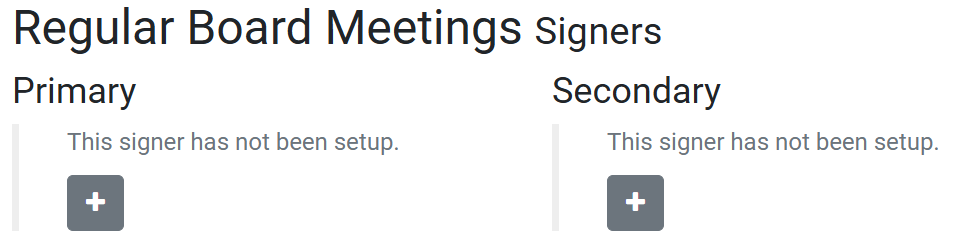 Regular Board Meetings Signers
Primary
This signer has not been setup.
Secondary
This signer has not been setup.